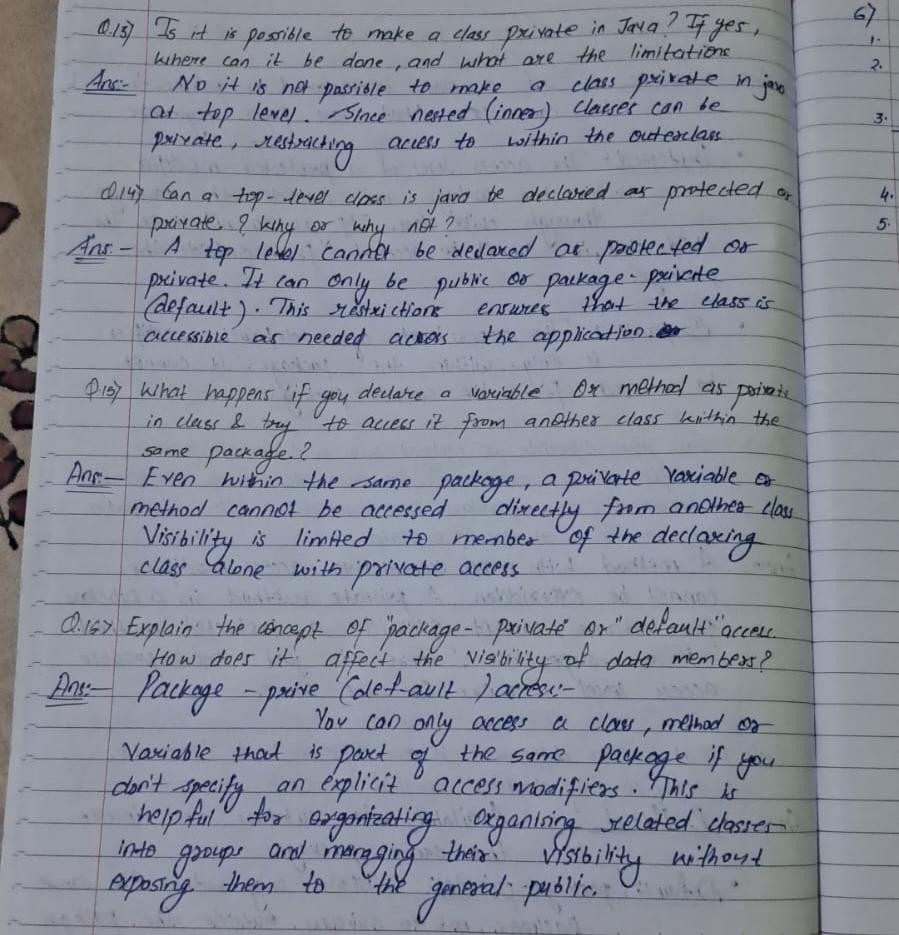 Q.13) Is it is possible to make a class private in Java? If yes,
where can it be done, and what are the limitations
Ans:- No it is not possible to make a class private in java
at top level. Since nested (inner) classes can be
private, restracting access to within the outerclass
Q.14) Can a top-level class is java be declared as protected or
private.? Why or why not?
Ans - A top level cannot be declared as protected or
private. It can only be public or package-private
(default). This restrictions ensures that the class is
accessible as needed across the application.
Q.15) What happens if you declare a variable or method as private
in class & try to access it from another class within the
same package.?
Ans:- Even within the same package, a private variable or
method cannot be accessed directly from another class
Visibility is limited to member of the declaring
class alone with private access
Q.16) Explain the concept of "package-private" or "default" access.
How does it affect the visibility of data members?
Ans:- Package - prive (default) access:-
You can only access a class, method or
variable that is part of the same package if you
don't specify an explicit access modifiers. This is
helpful for organizating organising related classes
into groups and mangging their visibility without
exposing them to the general public.
6)
1.
2.
3.
4.
5.